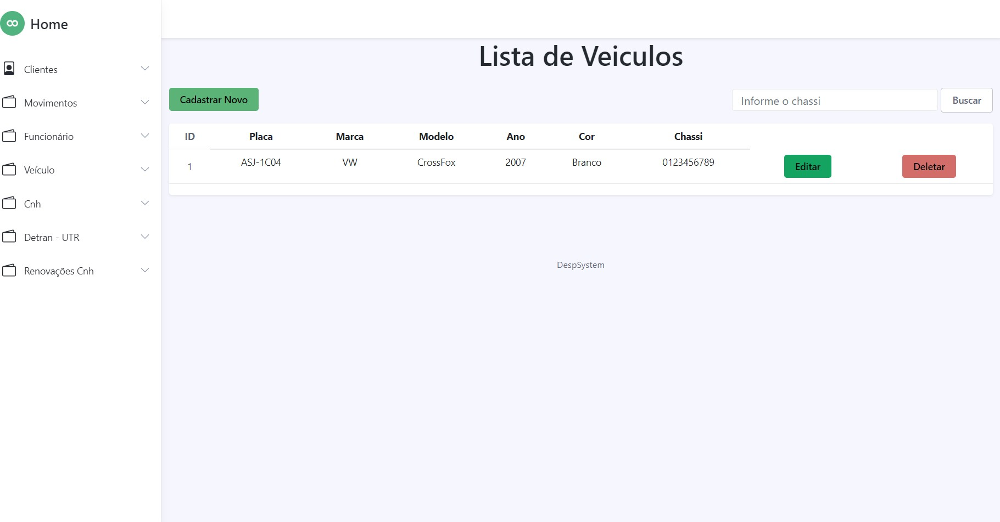 Home
Clientes
Movimentos
Funcionário
Veículo
Cnh
Detran - UTR
Renovações Cnh
Lista de Veiculos
Cadastrar Novo
Informe o chassi Buscar
ID Placa Marca Modelo Ano Cor Chassi
1 ASJ-1C04 VW CrossFox 2007 Branco 0123456789 Editar Deletar
DespSystem